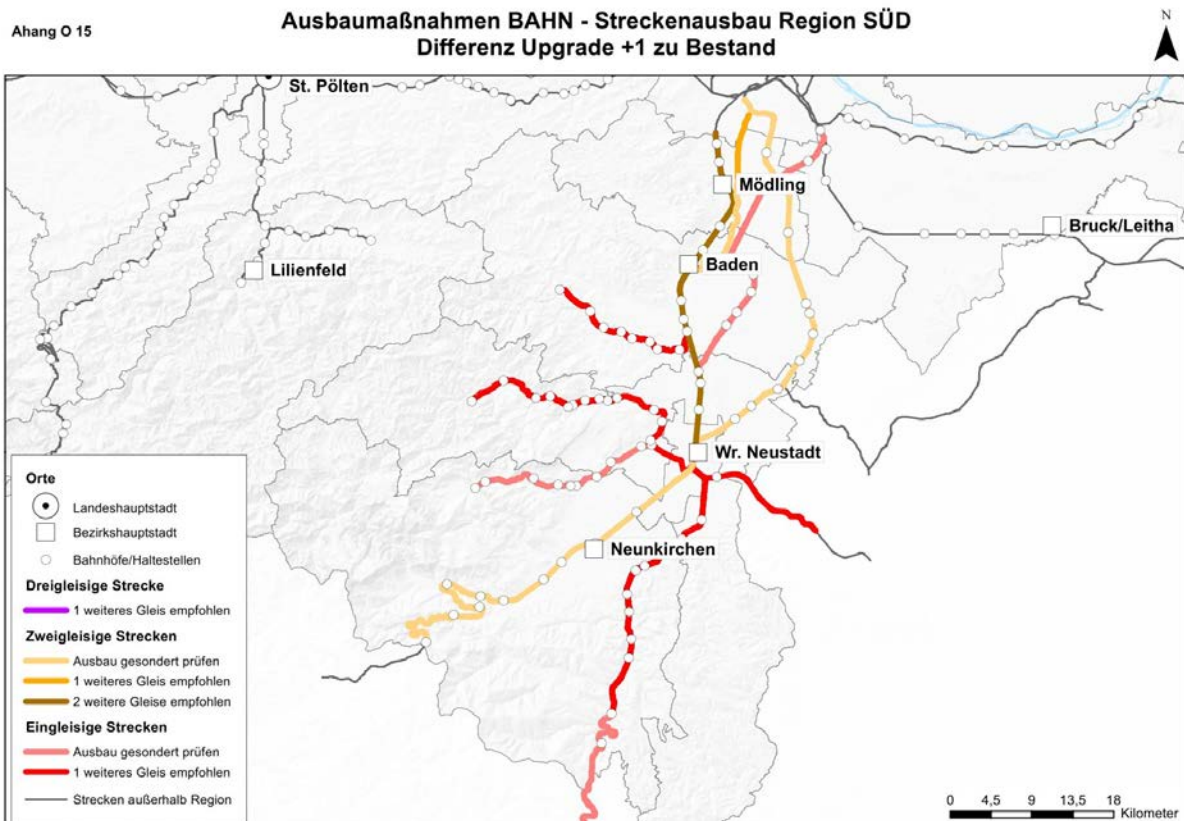 Ahang O 15
Ausbaumaßnahmen BAHN - Streckenausbau Region SÜD
Differenz Upgrade +1 zu Bestand
N
St. Pölten
Mödling
Bruck/Leitha
Lilienfeld
Baden
Wr. Neustadt
Neunkirchen
Orte
Landeshauptstadt
Bezirkshauptstadt
Bahnhöfe/Haltestellen
Dreigleisige Strecke
1 weiteres Gleis empfohlen
Zweigleisige Strecken
Ausbau gesondert prüfen
1 weiteres Gleis empfohlen
2 weitere Gleise empfohlen
Eingleisige Strecken
Ausbau gesondert prüfen
1 weiteres Gleis empfohlen
Strecken außerhalb Region
0 4,5 9 13,5 18
Kilometer